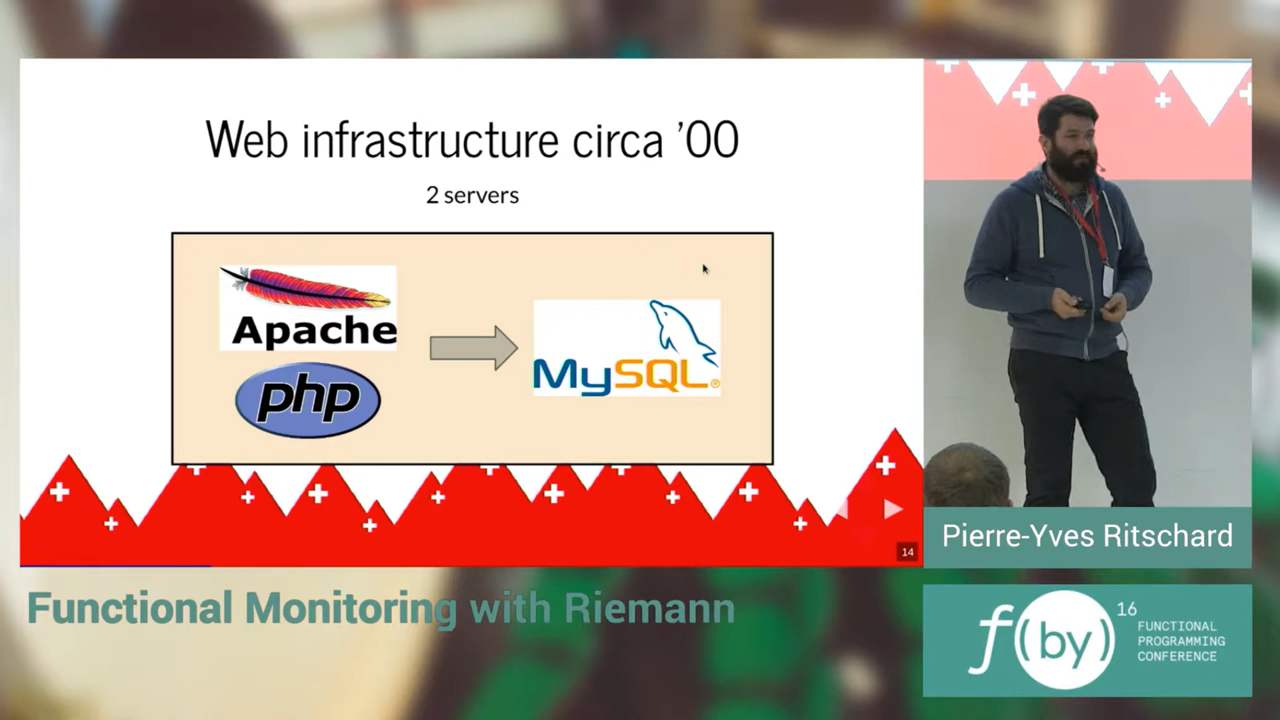 Web infrastructure circa ’00
2 servers
Apache
php
MySQL®
14
Pierre-Yves Ritschard
Functional Monitoring with Riemann
f(by)16
FUNCTIONAL
PROGRAMMING
CONFERENCE